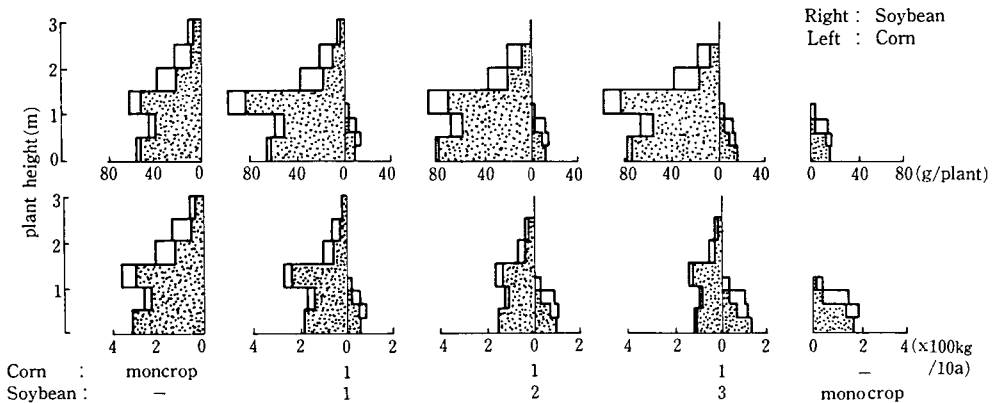 Right : Soybean
Left : Corn
plant height (m)
3
2
1
0
80 40 0
80 40 0 40
80 40 0 40
80 40 0 40
0 40 80 (g/plant)
3
2
1
4 2 0
4 2 0 2
4 2 0 2
4 2 0 2
0 2 4 (x100kg
/10a)
Corn : moncrop 1 1 1 —
Soybean : — 1 2 3 monocrop